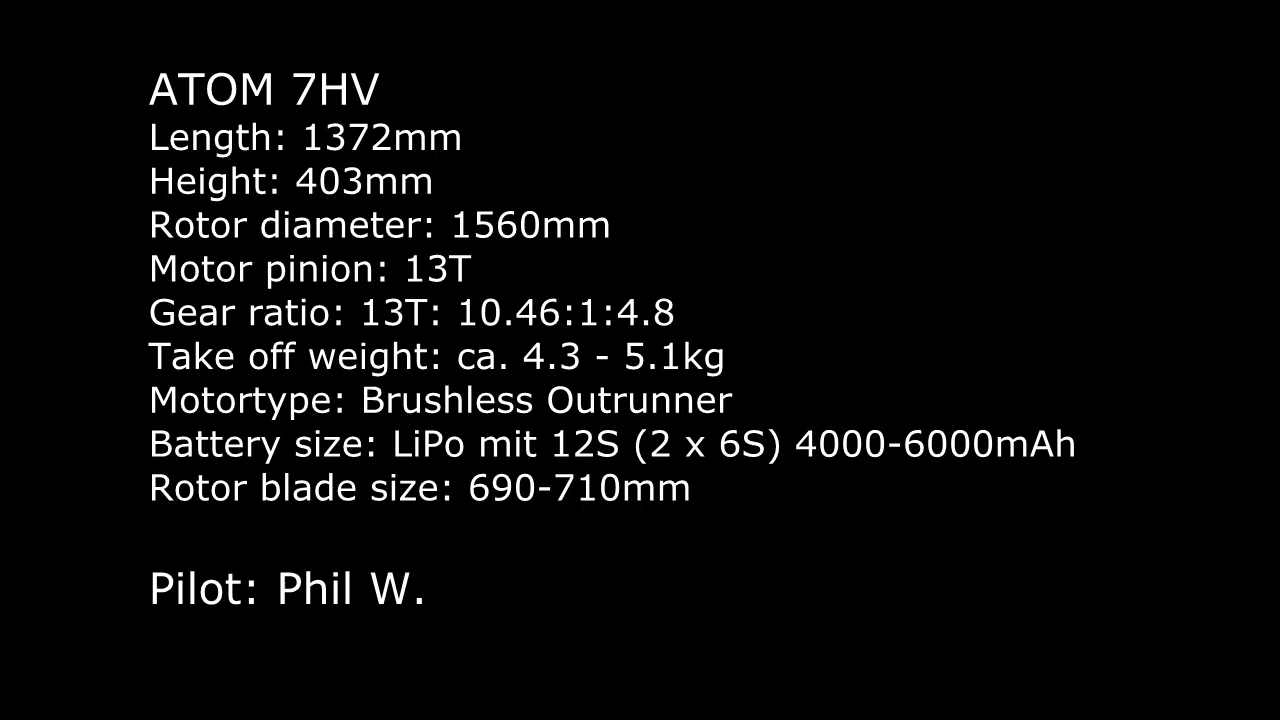 ATOM 7HV
Length: 1372mm
Height: 403mm
Rotor diameter: 1560mm
Motor pinion: 13T
Gear ratio: 13T: 10.46:1:4.8
Take off weight: ca. 4.3 - 5.1kg
Motortype: Brushless Outrunner
Battery size: LiPo mit 12S (2 x 6S) 4000-6000mAh
Rotor blade size: 690-710mm
Pilot: Phil W.